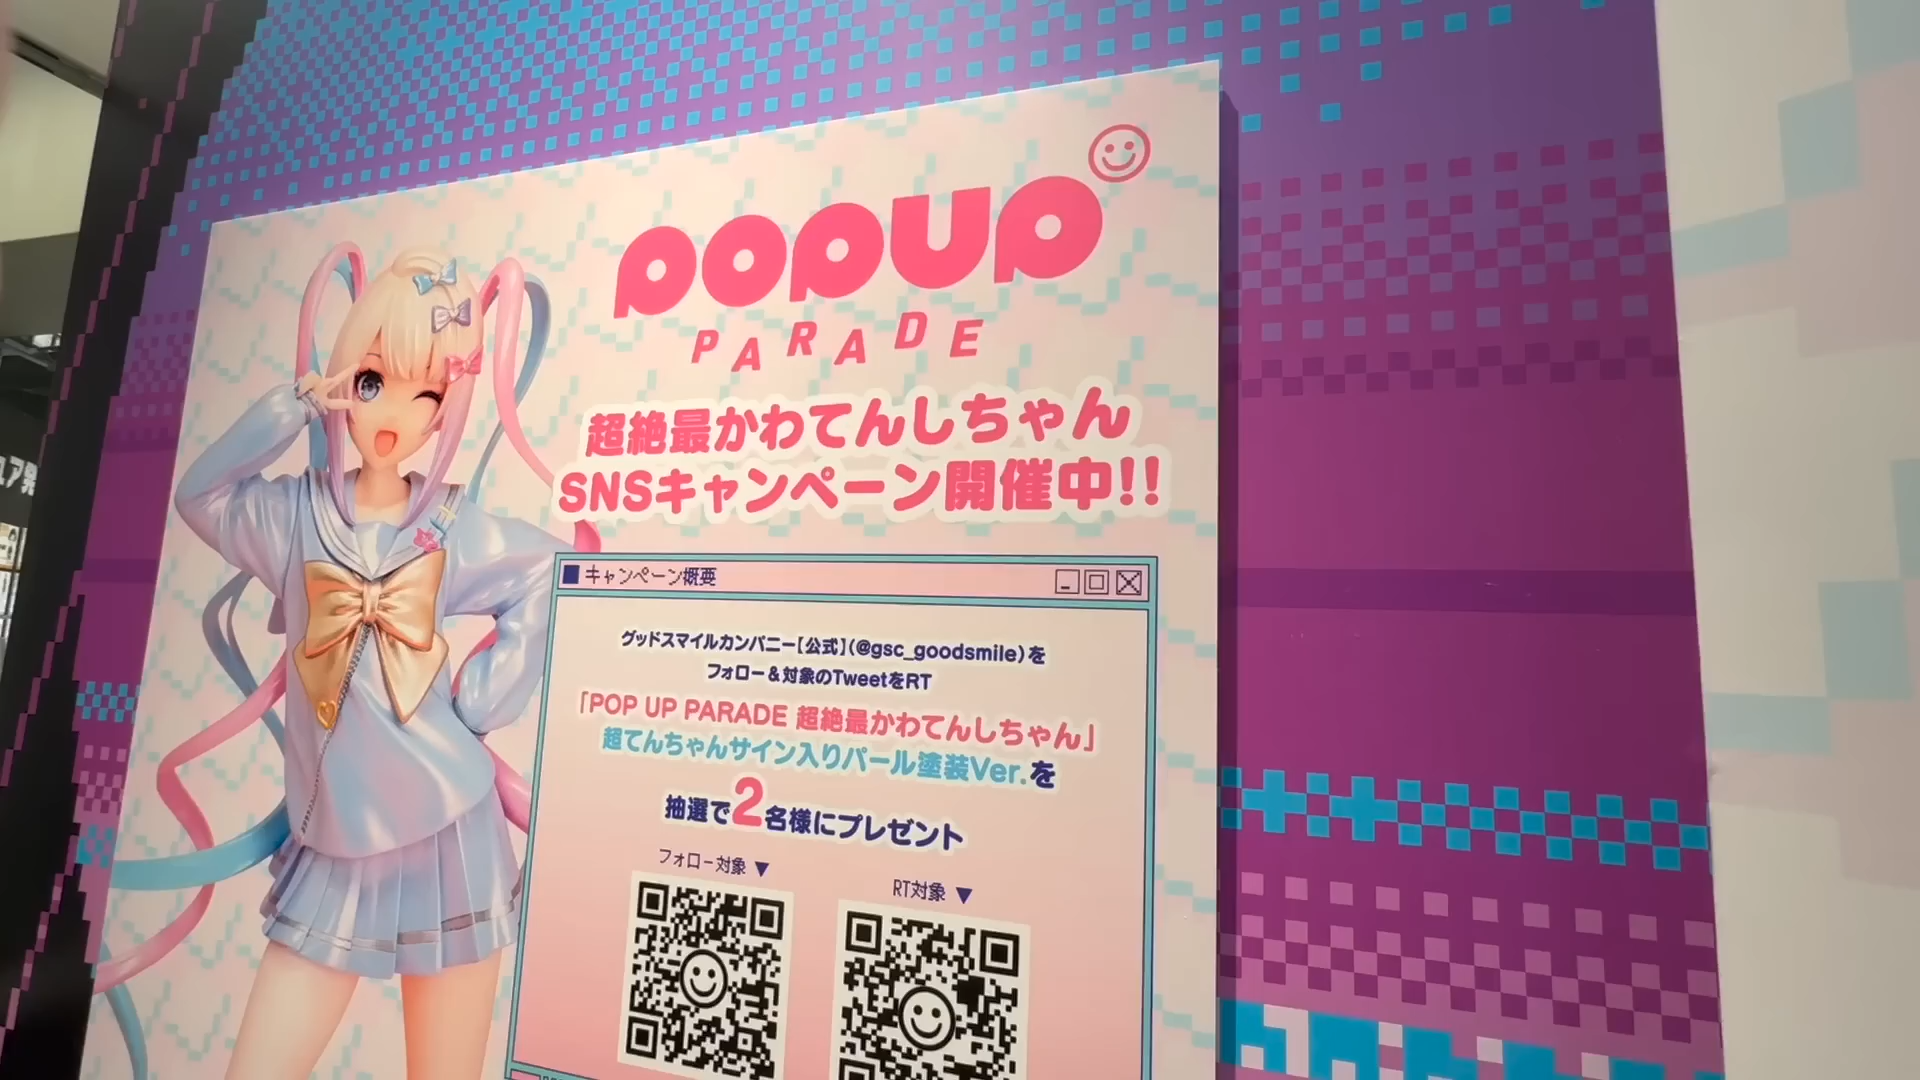 POPUP
PARADE
超絶最かわてんしちゃん
SNSキャンペーン開催中!!
キャンペーン概要
グッドスマイルカンパニー【公式】(@gsc_goodsmile)を
フォロー&対象のTweetをRT
「POP UP PARADE 超絶最かわてんしちゃん」
超てんちゃんサイン入りパール塗装Ver.を
抽選で2名様にプレゼント
フォロー対象 ▼
RT対象 ▼
ュア発